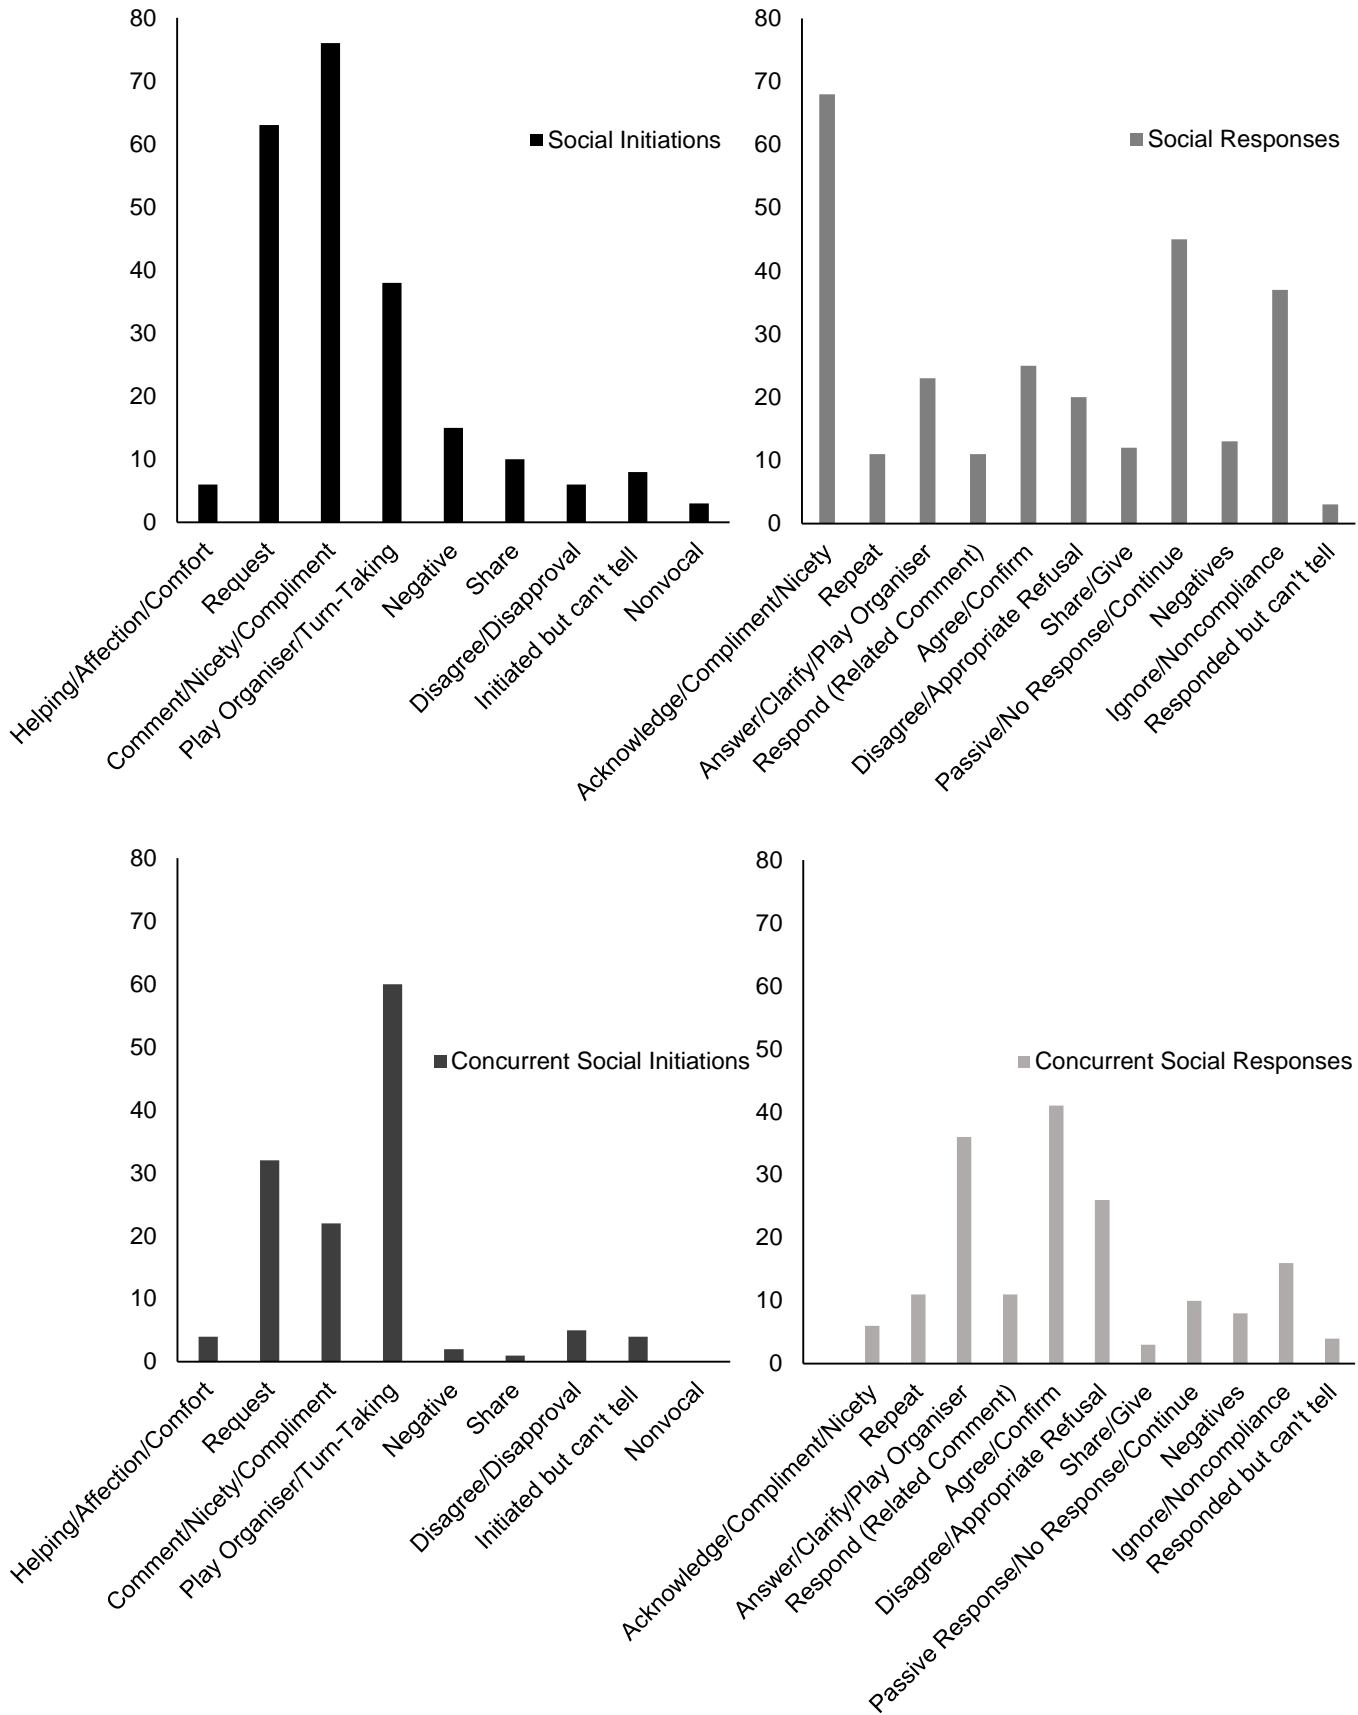 80
70
60
50
40
30
20
10
0
Social Initiations
Helping/Affection/Comfort
Request
Comment/Nicety/Compliment
Play Organiser/Turn-Taking
Negative
Share
Disagree/Disapproval
Initiated but can't tell
Nonvocal
80
70
60
50
40
30
20
10
0
Social Responses
Acknowledge/Compliment/Nicety
Repeat
Answer/Clarify/Play Organiser
Respond (Related Comment)
Agree/Confirm
Disagree/Appropriate Refusal
Share/Give
Passive/No Response/Continue
Negatives
Ignore/Noncompliance
Responded but can't tell
80
70
60
50
40
30
20
10
0
Concurrent Social Initiations
Helping/Affection/Comfort
Request
Comment/Nicety/Compliment
Play Organiser/Turn-Taking
Negative
Share
Disagree/Disapproval
Initiated but can't tell
Nonvocal
80
70
60
50
40
30
20
10
0
Concurrent Social Responses
Acknowledge/Compliment/Nicety
Repeat
Answer/Clarify/Play Organiser
Respond (Related Comment)
Agree/Confirm
Disagree/Appropriate Refusal
Share/Give
Passive Response/No Response/Continue
Negatives
Ignore/Noncompliance
Responded but can't tell